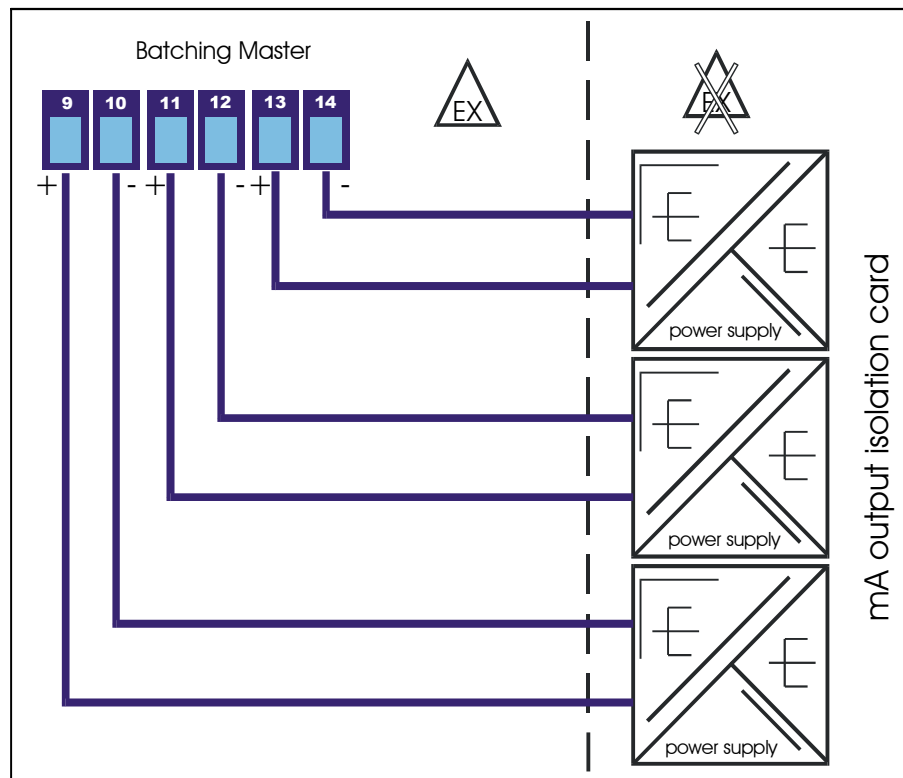 Batching Master
9 10 11 12 13 14
+ - + - + -
EX
EX
power supply
power supply
power supply
mA output isolation card